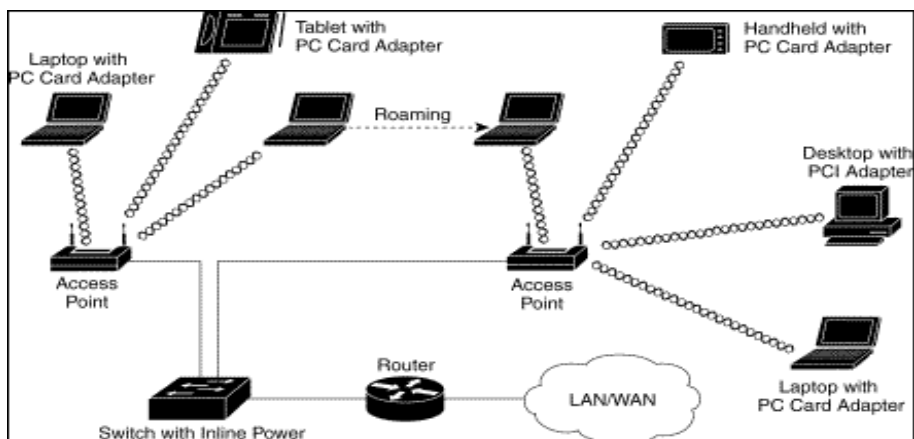 Tablet with
PC Card Adapter
Handheld with
PC Card Adapter
Laptop with
PC Card Adapter
Roaming
Desktop with
PCI Adapter
Access
Point
Access
Point
Router
LAN/WAN
Laptop with
PC Card Adapter
Switch with Inline Power